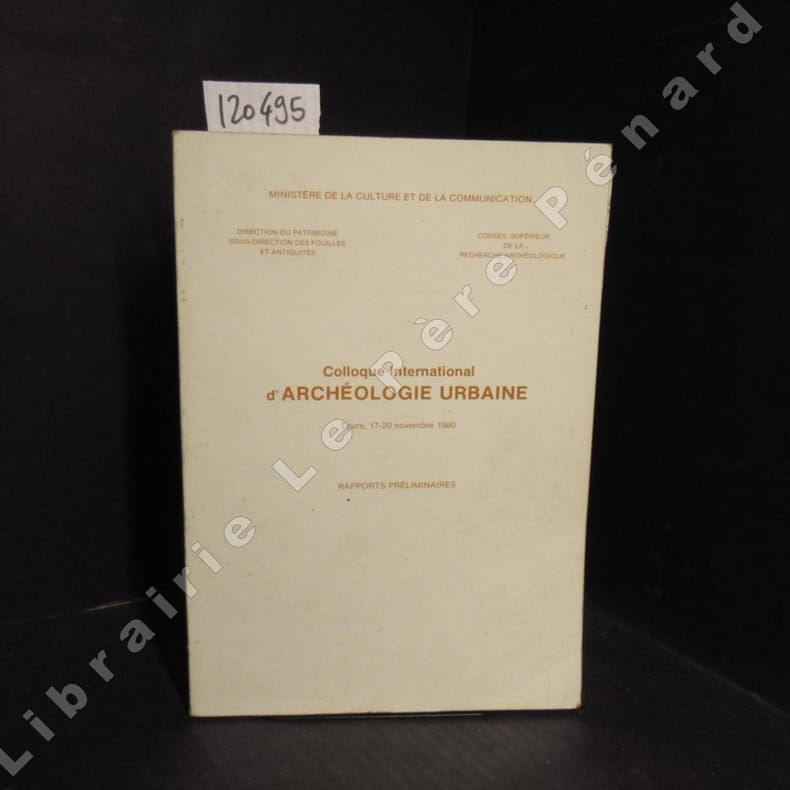 120495
MINISTÈRE DE LA CULTURE ET DE LA COMMUNICATION
DIRECTION DU PATRIMOINE
SOUS-DIRECTION DES FOUILLES
ET ANTIQUITÉS
CONSEIL SUPÉRIEUR
DE LA
RECHERCHE ARCHÉOLOGIQUE
Colloque International
d'ARCHÉOLOGIE URBAINE
Tours, 17-20 novembre 1980
RAPPORTS PRÉLIMINAIRES
Librairie Le Père Pénard